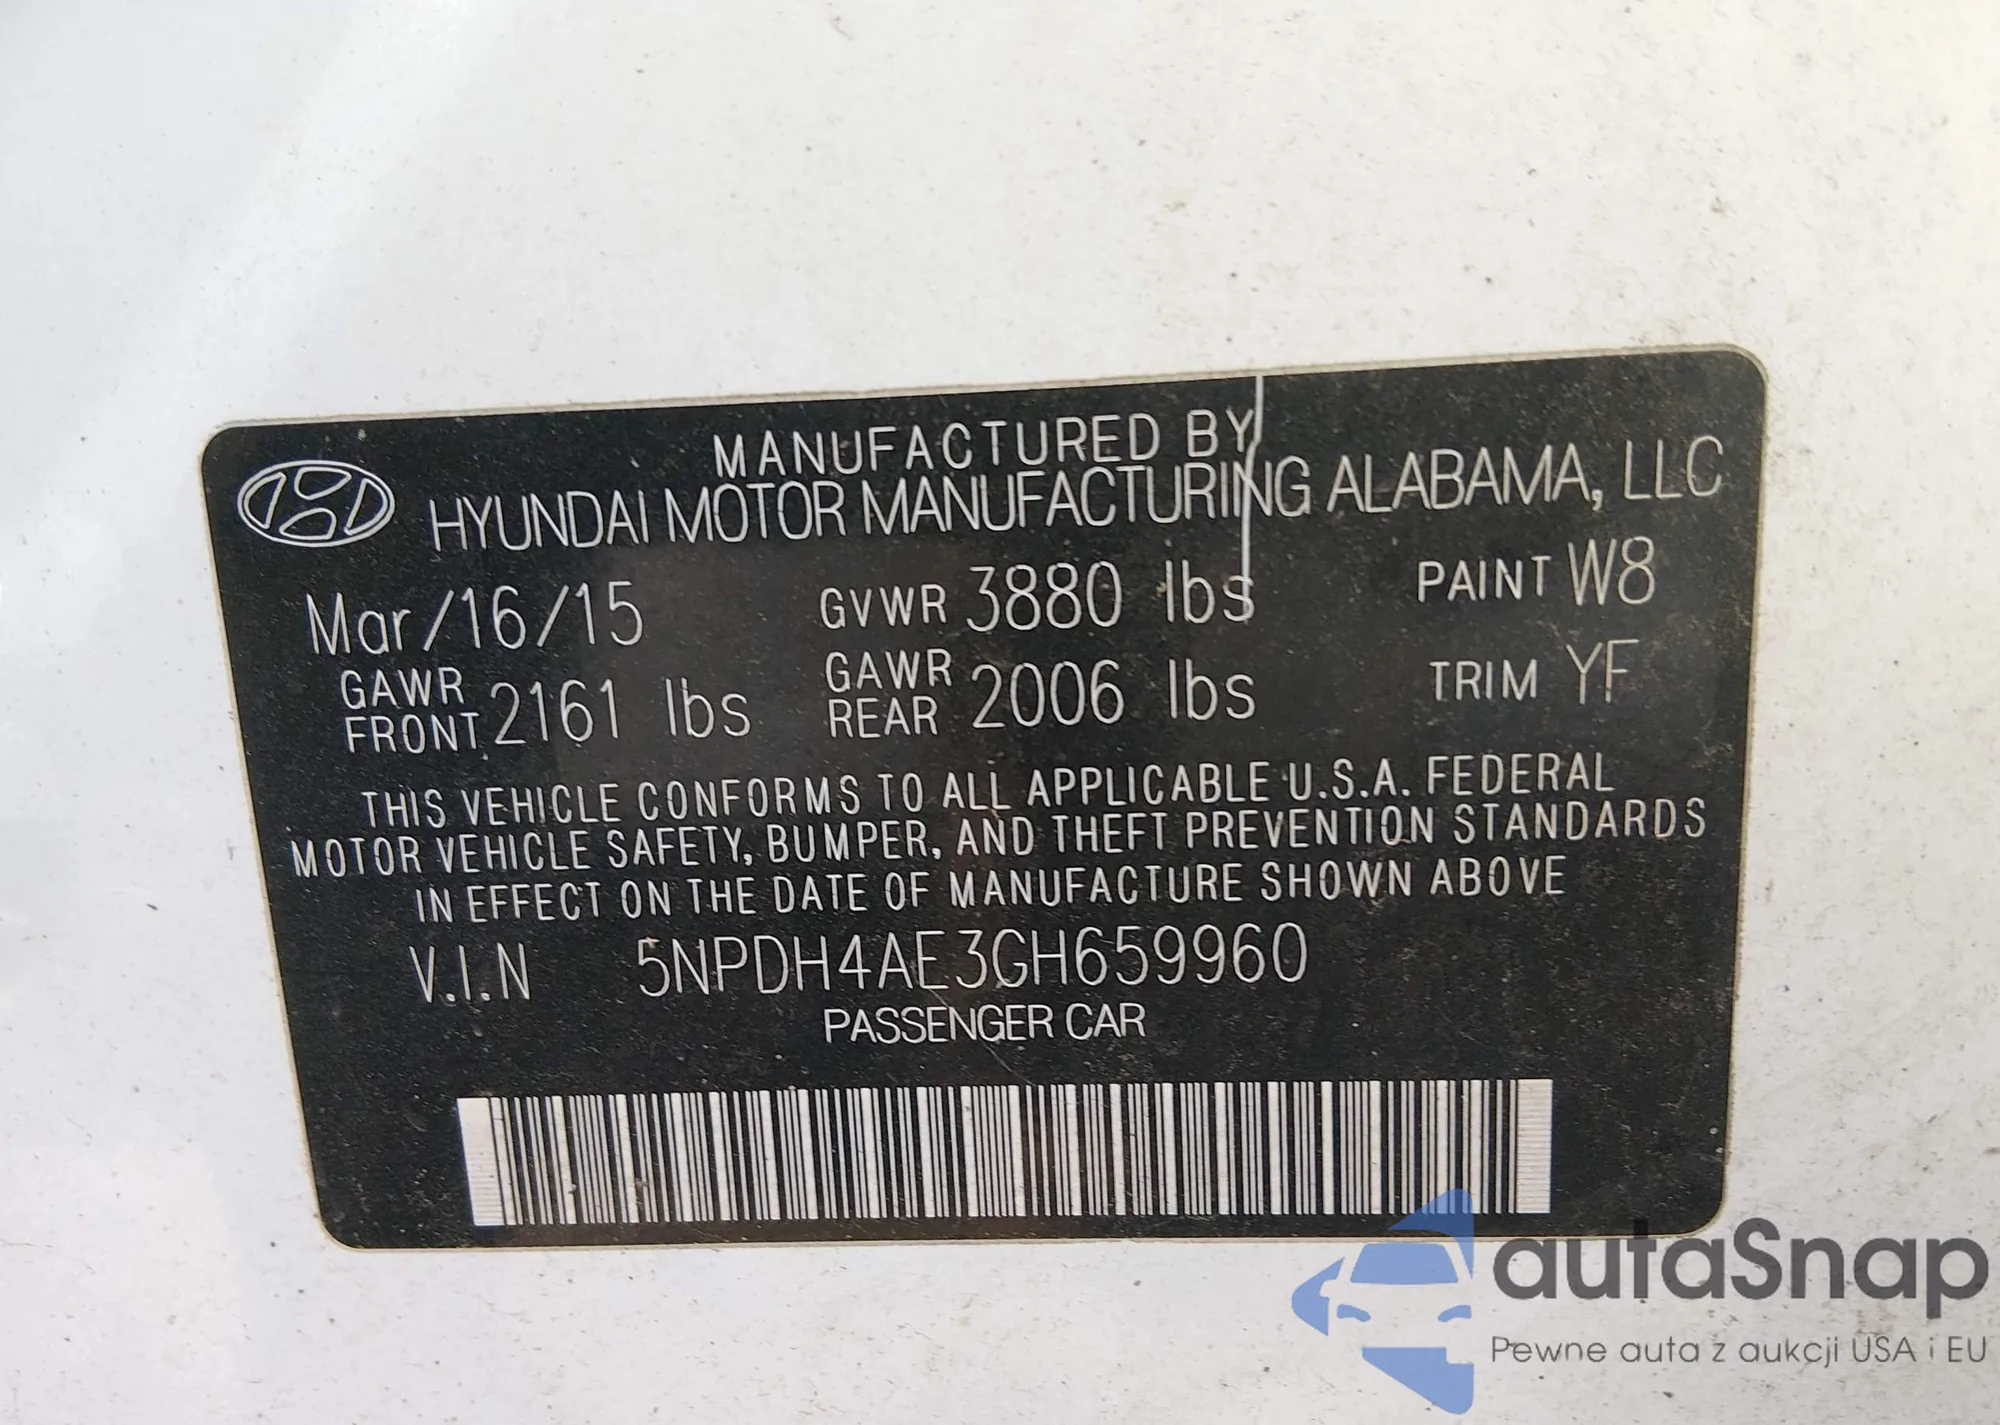 MANUFACTURED BY
HYUNDAI MOTOR MANUFACTURING ALABAMA, LLC
Mar/16/15 GVWR 3880 lbs PAINT W8
GAWR FRONT 2161 lbs GAWR REAR 2006 lbs TRIM YF
THIS VEHICLE CONFORMS TO ALL APPLICABLE U.S.A. FEDERAL
MOTOR VEHICLE SAFETY, BUMPER, AND THEFT PREVENTION STANDARDS
IN EFFECT ON THE DATE OF MANUFACTURE SHOWN ABOVE
V.I.N 5NPDH4AE3GH659960
PASSENGER CAR
autaSnap
Pewne auta z aukcji USA i EU